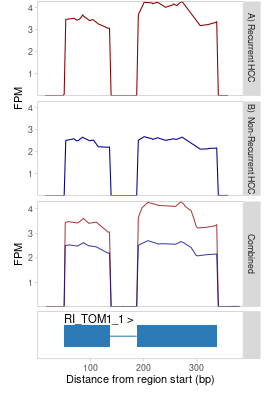 4
3
2
1
FPM
A) Recurrent HCC
4
3
2
1
B) Non-Recurrent HCC
4
3
2
1
FPM
Combined
RI_TOM1_1 >
100
200
300
Distance from region start (bp)